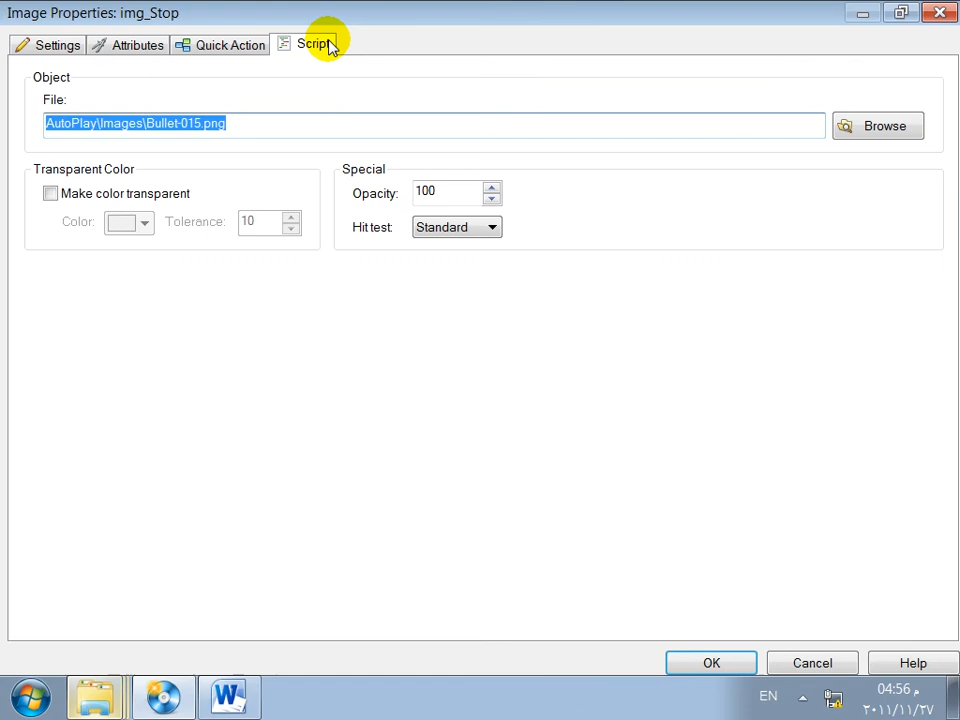 Image Properties: img_Stop
Settings Attributes Quick Action Script
Object
File:
AutoPlay\Images\Bullet-015.png
Browse
Transparent Color
Special
Make color transparent
Opacity: 100
Color: Tolerance: 10
Hit test: Standard
OK Cancel Help
EN
04:56 م
٢٠١١/١١/٢٧